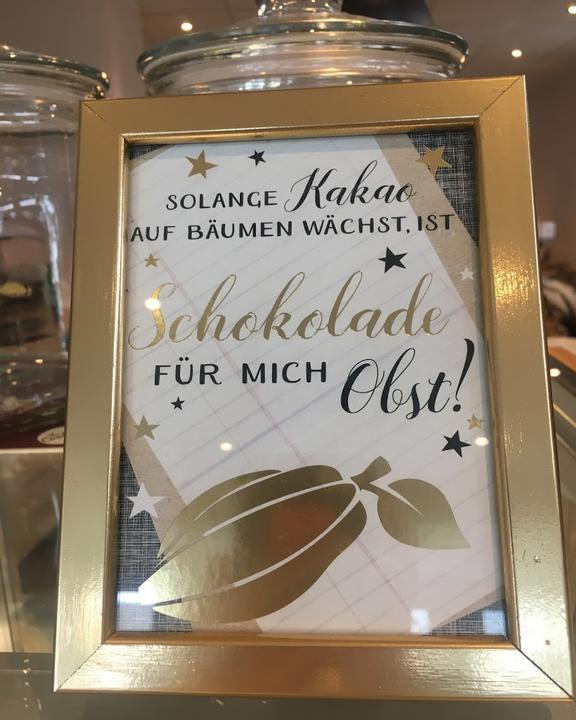 SOLANGE Kakao
AUF BÄUMEN WÄCHST, IST
Schokolade
FÜR MICH Obst!